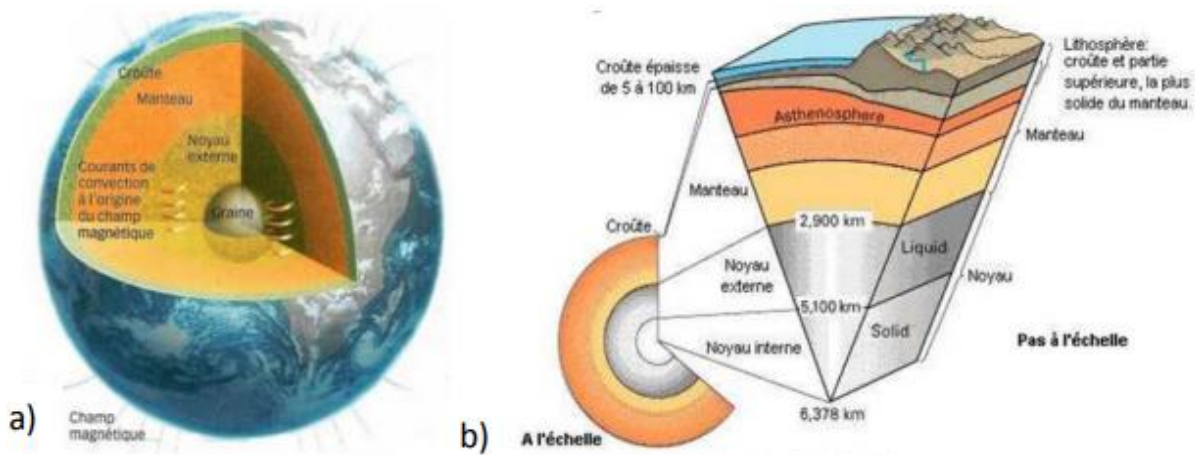 Croûte
Manteau
Noyau
externe
Courants de
convection
à l'origine
du champ
magnétique
Graine
Champ
magnétique
a)
Croûte épaisse
de 5 à 100 km
Lithosphère:
croûte et partie
supérieure, la plus
solide du manteau.
Asthenosphere
Manteau
Manteau
Croûte
2,900 km
Liquid
Noyau
externe
Noyau
5,100 km
Solid
Noyau interne
Pas à l'échelle
6,378 km
A l'échelle
b)